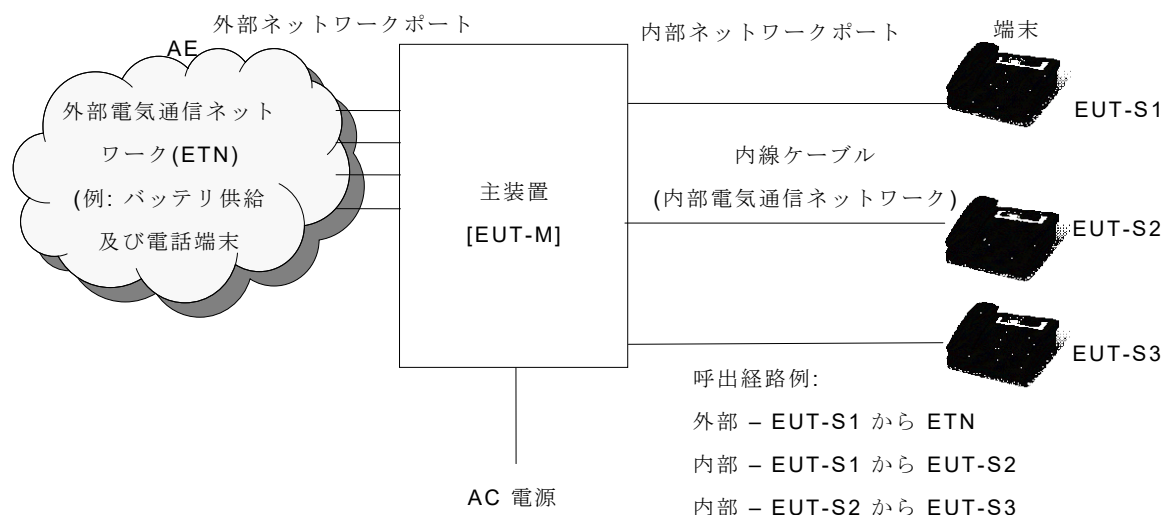 外部ネットワークポート
内部ネットワークポート
端末
AE
外部電気通信ネット
ワーク(ETN)
(例: バッテリ供給
及び電話端末
主装置
[EUT-M]
EUT-S1
内線ケーブル
(内部電気通信ネットワーク)
EUT-S2
EUT-S3
呼出経路例:
外部 – EUT-S1 から ETN
内部 – EUT-S1 から EUT-S2
内部 – EUT-S2 から EUT-S3
AC 電源